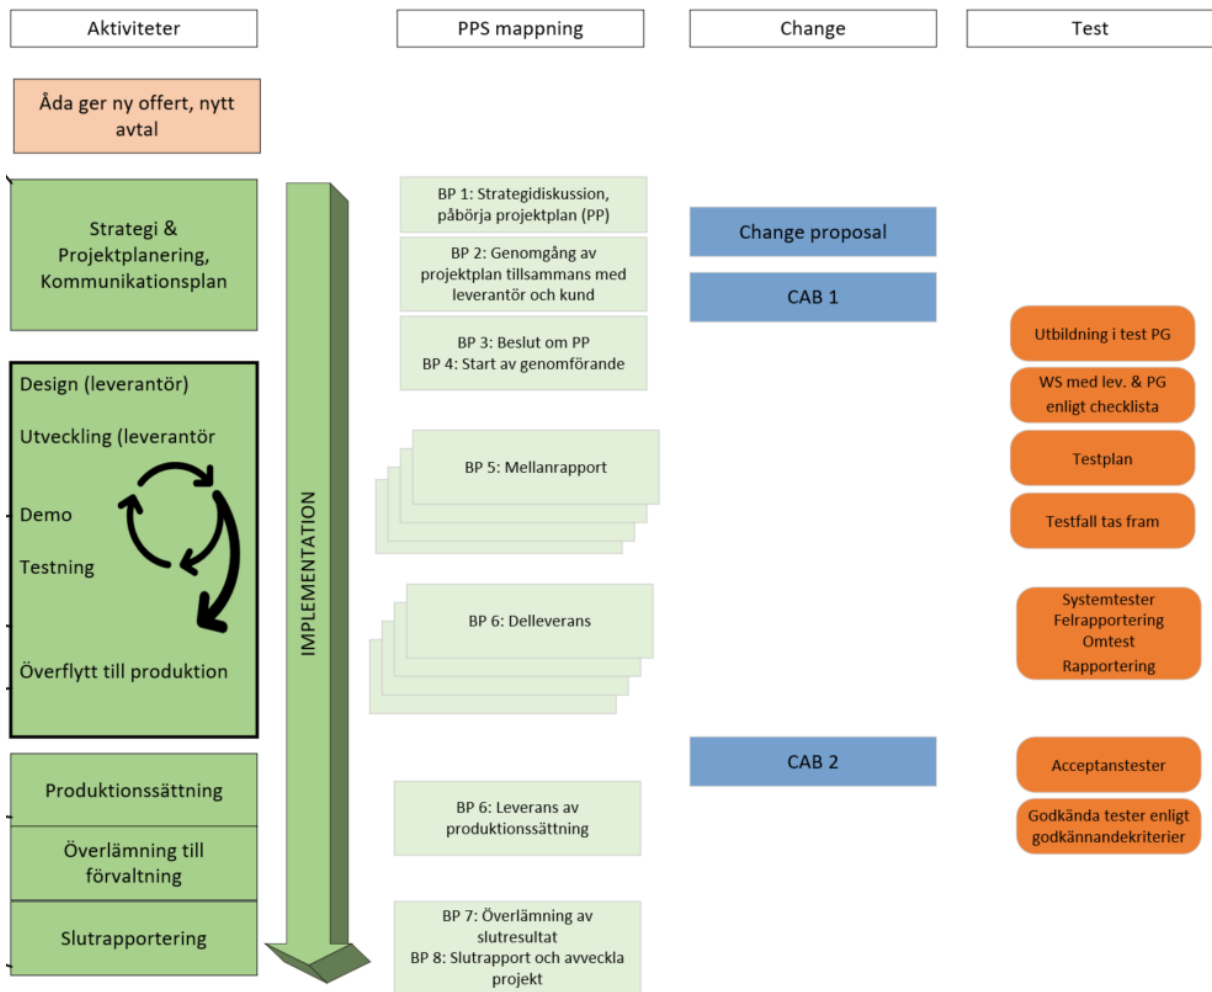 Aktiviteter
PPS mappning
Change
Test
Åda ger ny offert, nytt
avtal
Strategi &
Projektplanering,
Kommunikationsplan
Design (leverantör)
Utveckling (leverantör
Demo
Testning
Överflytt till produktion
Produktionssättning
Överlämning till
förvaltning
Slutrapportering
IMPLEMENTATION
BP 1: Strategidiskussion,
påbörja projektplan (PP)
BP 2: Genomgång av
projektplan tillsammans med
leverantör och kund
BP 3: Beslut om PP
BP 4: Start av genomförande
BP 5: Mellanrapport
BP 6: Delleverans
BP 6: Leverans av
produktionssättning
BP 7: Överlämning av
slutresultat
BP 8: Slutrapport och avveckla
projekt
Change proposal
CAB 1
CAB 2
Utbildning i test PG
WS med lev. & PG
enligt checklista
Testplan
Testfall tas fram
Systemtester
Felrapportering
Omtest
Rapportering
Acceptanstester
Godkända tester enligt
godkännandekriterier